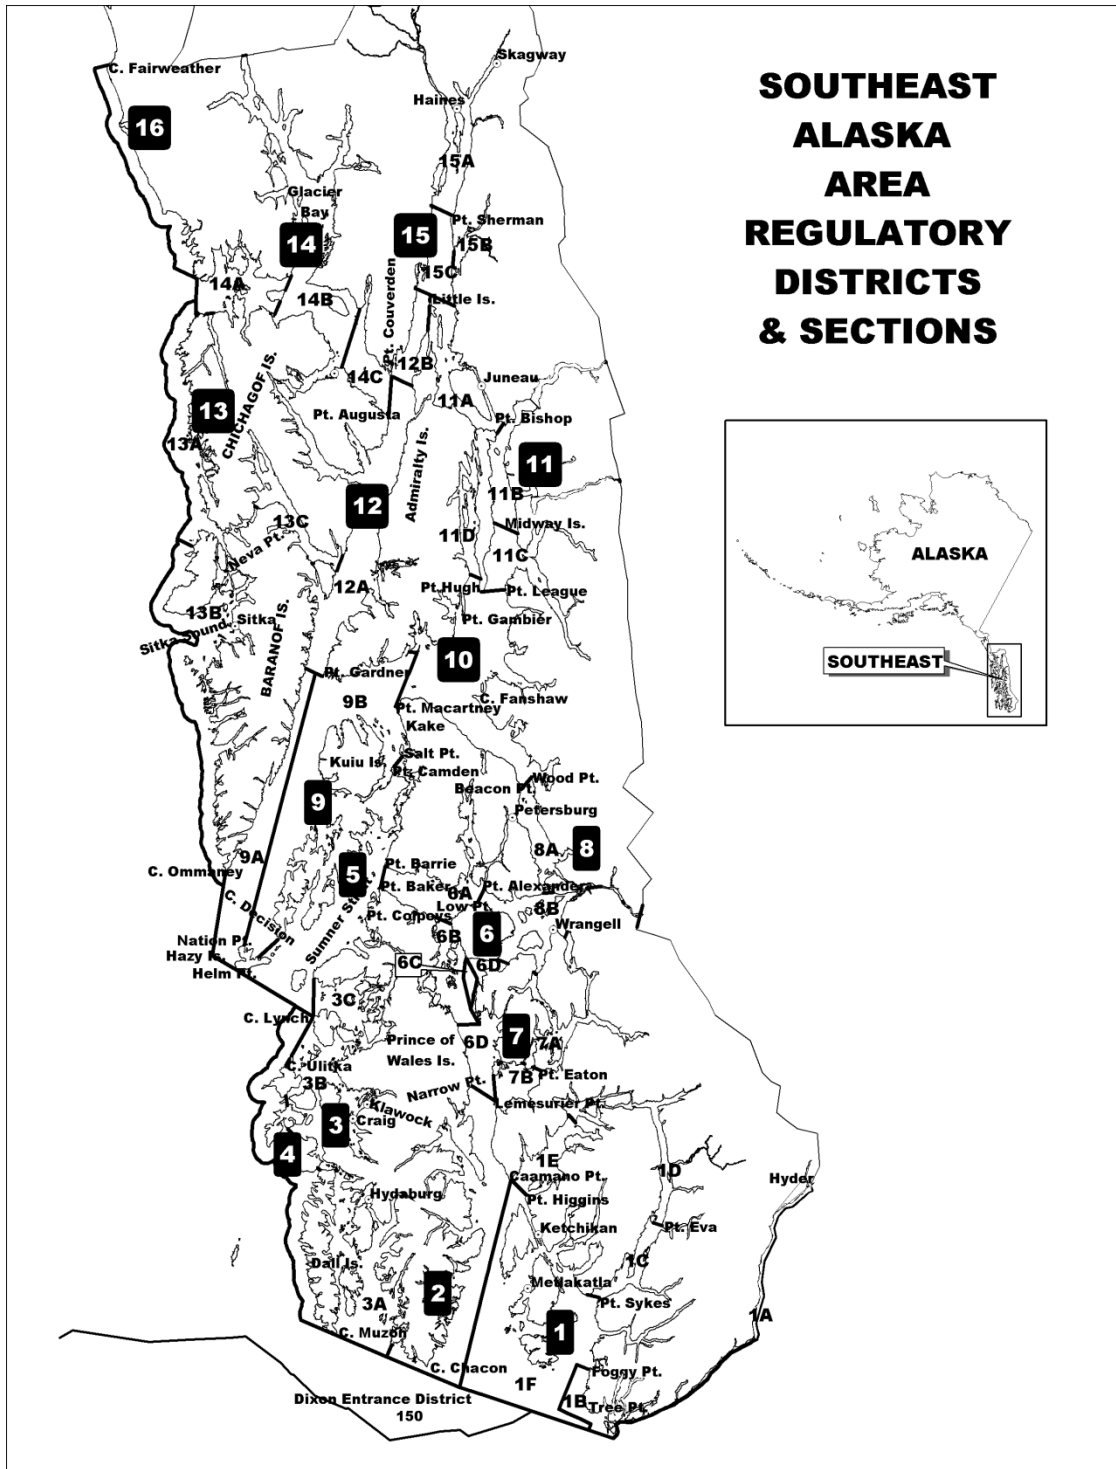 SOUTHEAST
ALASKA
AREA
REGULATORY
DISTRICTS
& SECTIONS
Skagway
C. Fairweather
Haines
16
15A
Glacier
Bay
Pt. Sherman
14
15
15B
15C
14A
14B
Little Is.
Pt. Couverden
12B
14C
Juneau
11A
13
Pt. Augusta
Pt. Bishop
CHICHAGOF IS.
13A
Admiralty Is.
11
11B
12
13C
Midway Is.
11D
Neva Pt.
11C
ALASKA
12A
Pt.Hugh
Pt. League
13B
Sitka
Pt. Gambier
Sitka Sound
BARANOF IS.
10
SOUTHEAST
Pt. Gardner
C. Fanshaw
9B
Pt. Macartney
Kake
Salt Pt.
Kuiu Is.
Pt. Camden
Wood Pt.
Beacon Pt.
9
Petersburg
8A
8
9A
Pt. Barrie
C. Ommaney
5
Pt. Baker
6A
Pt. Alexander
Low Pt.
8B
C. Decision
Sumner Strait
Pt. Colpoys
6
Wrangell
6B
Nation Pt.
Hazy Is.
6C
6D
Helm Pt.
3C
C. Lynch
Prince of
Wales Is.
6D
7
7A
C. Ulitka
3B
7B
Pt. Eaton
Narrow Pt.
Lemesurier Pt.
Klawock
3
Craig
4
1E
1D
Caamano Pt.
Hyder
Hydaburg
Pt. Higgins
Ketchikan
Pt. Eva
Dall Is.
1C
Metlakatla
2
3A
Pt. Sykes
1A
C. Muzon
1
C. Chacon
Foggy Pt.
1F
Dixon Entrance District
150
1B
Tree Pt.